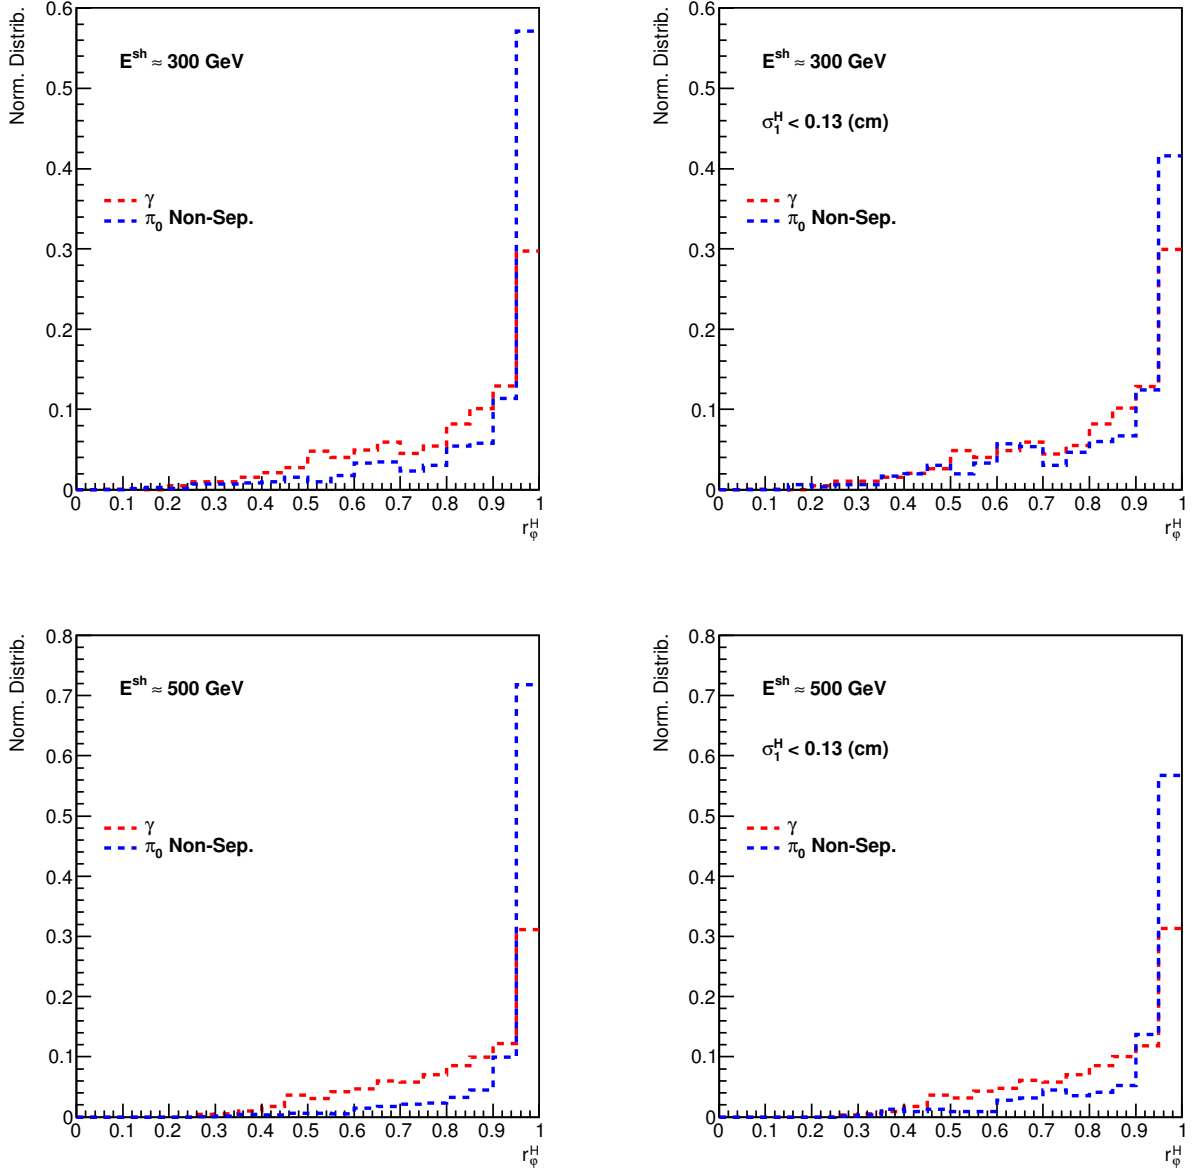 Norm. Distrib.
0.6
0.5
0.4
0.3
0.2
0.1
0
E^sh ≈ 300 GeV
γ
π_0 Non-Sep.
0 0.1 0.2 0.3 0.4 0.5 0.6 0.7 0.8 0.9 1
r_φ^H
Norm. Distrib.
0.6
0.5
0.4
0.3
0.2
0.1
0
E^sh ≈ 300 GeV
σ_1^H < 0.13 (cm)
γ
π_0 Non-Sep.
0 0.1 0.2 0.3 0.4 0.5 0.6 0.7 0.8 0.9 1
r_φ^H
Norm. Distrib.
0.8
0.7
0.6
0.5
0.4
0.3
0.2
0.1
0
E^sh ≈ 500 GeV
γ
π_0 Non-Sep.
0 0.1 0.2 0.3 0.4 0.5 0.6 0.7 0.8 0.9 1
r_φ^H
Norm. Distrib.
0.8
0.7
0.6
0.5
0.4
0.3
0.2
0.1
0
E^sh ≈ 500 GeV
σ_1^H < 0.13 (cm)
γ
π_0 Non-Sep.
0 0.1 0.2 0.3 0.4 0.5 0.6 0.7 0.8 0.9 1
r_φ^H